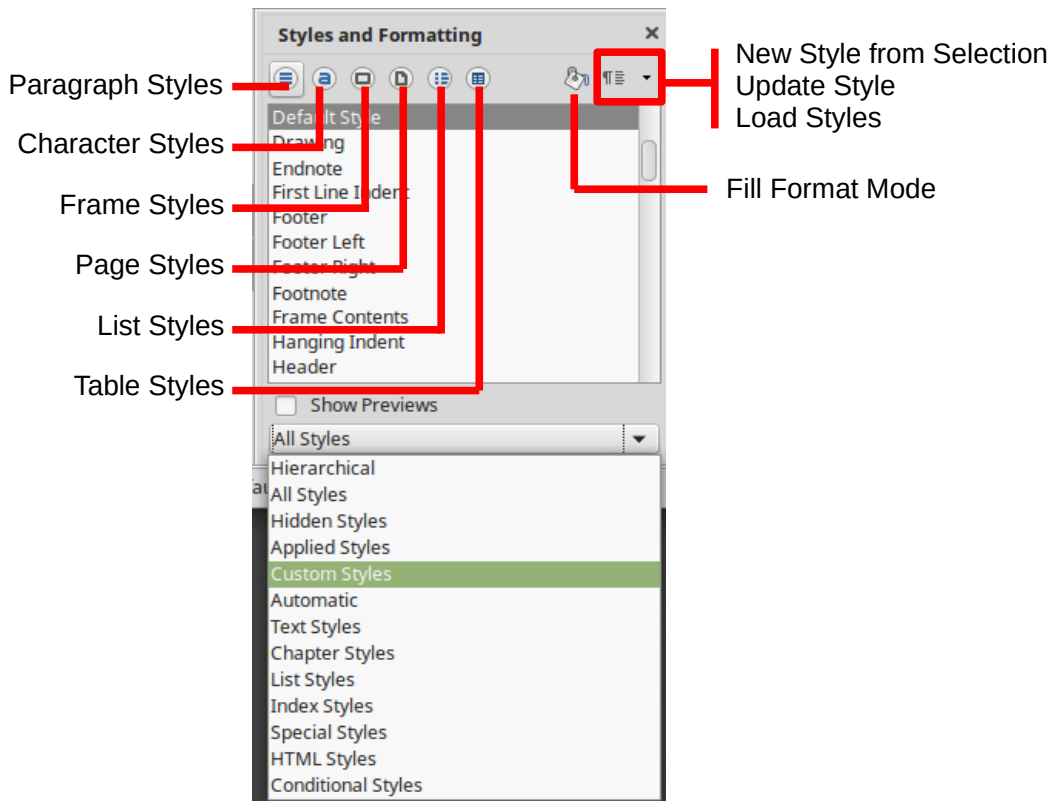 Styles and Formatting
New Style from Selection
Update Style
Load Styles
Paragraph Styles
Character Styles
Frame Styles
Page Styles
List Styles
Table Styles
Fill Format Mode
Default Style
Drawing
Endnote
First Line Indent
Footer
Footer Left
Footer Right
Footnote
Frame Contents
Hanging Indent
Header
Show Previews
All Styles
Hierarchical
All Styles
Hidden Styles
Applied Styles
Custom Styles
Automatic
Text Styles
Chapter Styles
List Styles
Index Styles
Special Styles
HTML Styles
Conditional Styles